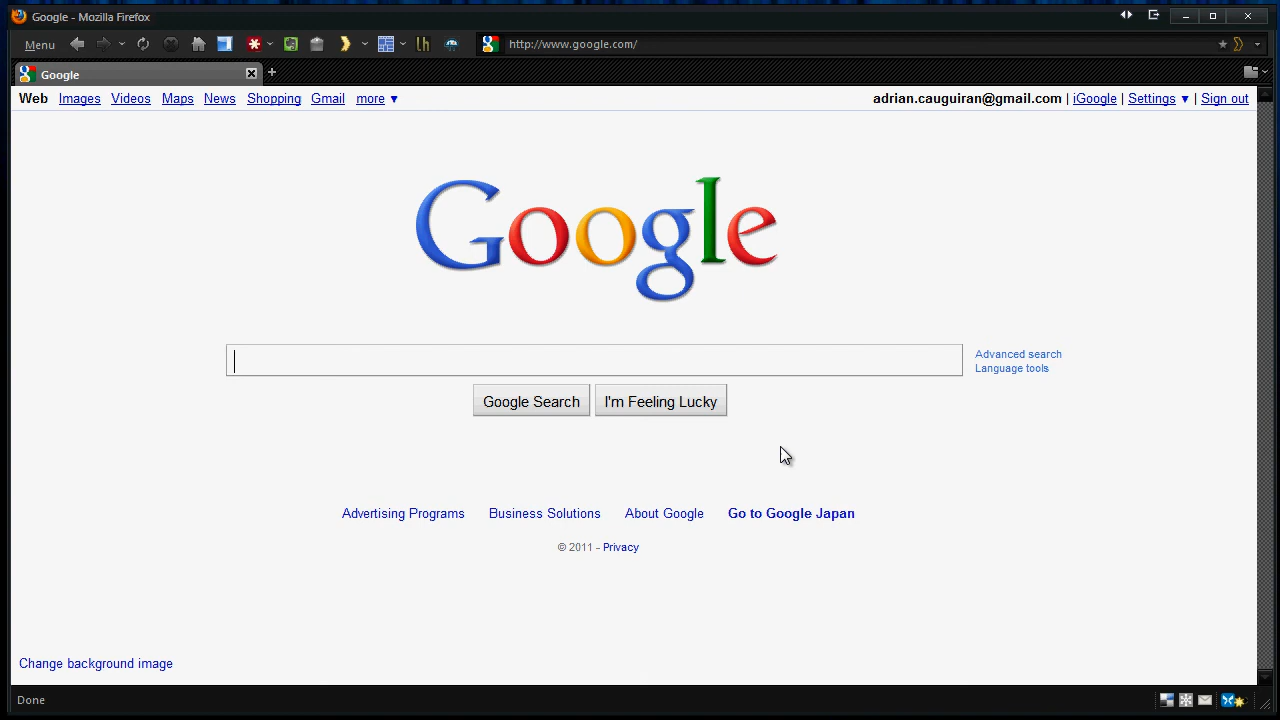 Google - Mozilla Firefox
Menu
http://www.google.com/
Google
Web Images Videos Maps News Shopping Gmail more ▼
adrian.cauguiran@gmail.com | iGoogle | Settings ▼ | Sign out
Google
Advanced search
Language tools
Google Search I'm Feeling Lucky
Advertising Programs Business Solutions About Google Go to Google Japan
© 2011 - Privacy
Change background image
Done